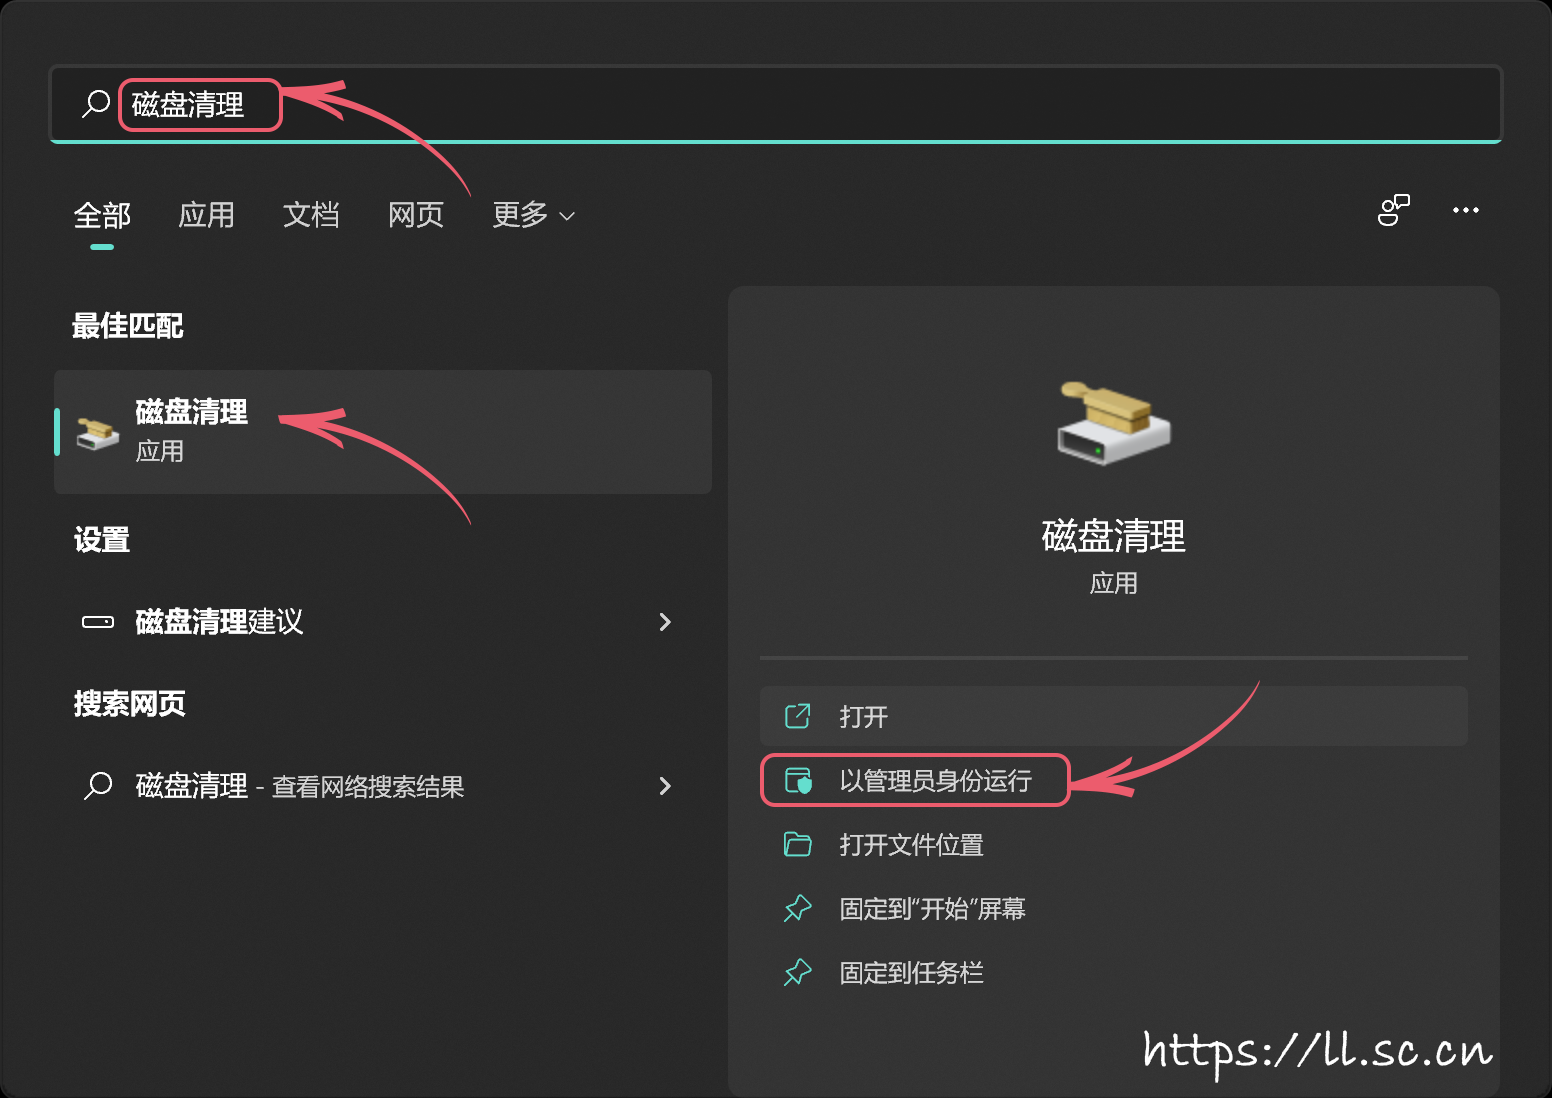 磁盘清理
全部 应用 文档 网页 更多
最佳匹配
磁盘清理
应用
设置
磁盘清理建议
搜索网页
磁盘清理 - 查看网络搜索结果
磁盘清理
应用
打开
以管理员身份运行
打开文件位置
固定到“开始”屏幕
固定到任务栏
https://ll.sc.cn